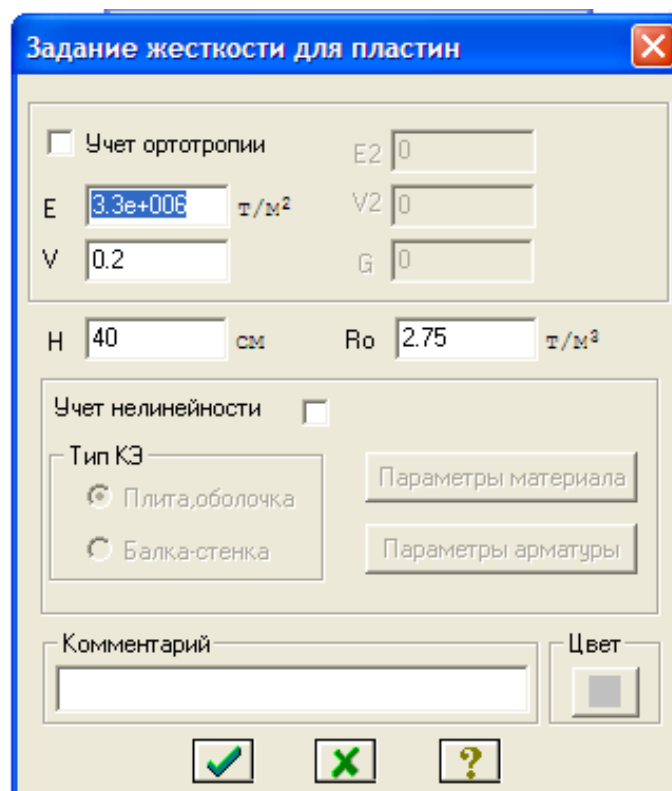 Задание жесткости для пластин
Учет ортотропии
E2 0
E 3.3e+006 т/м²
V2 0
V 0.2
G 0
H 40 см Ro 2.75 т/м³
Учет нелинейности
Тип КЭ
Плита,оболочка
Параметры материала
Балка-стенка
Параметры арматуры
Комментарий
Цвет
?